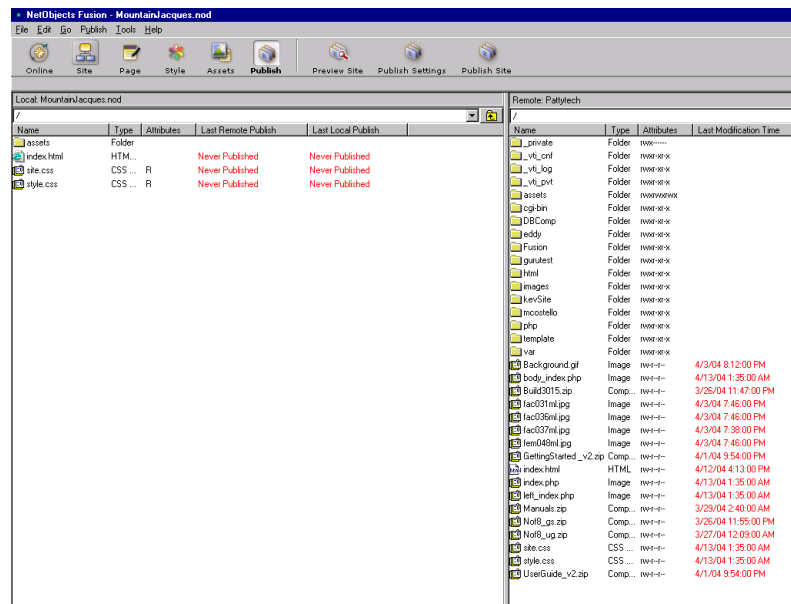 NetObjects Fusion - MountainJacques.nod
File Edit Go Publish Tools Help
Online Site Page Style Assets Publish Preview Site Publish Settings Publish Site
Local: MountainJacques.nod
/
Name Type Attributes Last Remote Publish Last Local Publish
assets Folder
index.html HTM... Never Published Never Published
site.css CSS ... R Never Published Never Published
style.css CSS ... R Never Published Never Published
Remote: Pattytech
/
Name Type Attributes Last Modification Time
_private Folder rwx------
_vti_cnf Folder rwxr-xr-x
_vti_log Folder rwxr-xr-x
_vti_pvt Folder rwxr-xr-x
assets Folder rwxrwxrwx
cgi-bin Folder rwxr-xr-x
DBComp Folder rwxr-xr-x
eddy Folder rwxr-xr-x
Fusion Folder rwxr-xr-x
gurutest Folder rwxr-xr-x
html Folder rwxr-xr-x
images Folder rwxr-xr-x
kevSite Folder rwxr-xr-x
mcostello Folder rwxr-xr-x
php Folder rwxr-xr-x
template Folder rwxr-xr-x
var Folder rwxr-xr-x
Background.gif Image rw-r--r-- 4/3/04 8:12:00 PM
body_index.php Image rw-r--r-- 4/13/04 1:35:00 AM
Build3015.zip Comp... rw-r--r-- 3/26/04 11:47:00 PM
fac031ml.jpg Image rw-r--r-- 4/3/04 7:46:00 PM
fac036ml.jpg Image rw-r--r-- 4/3/04 7:46:00 PM
fac037ml.jpg Image rw-r--r-- 4/3/04 7:38:00 PM
fem048ml.jpg Image rw-r--r-- 4/3/04 7:46:00 PM
GettingStarted_v2.zip Comp... rw-r--r-- 4/1/04 9:54:00 PM
index.html HTML rw-r--r-- 4/12/04 4:13:00 PM
index.php Image rw-r--r-- 4/13/04 1:35:00 AM
left_index.php Image rw-r--r-- 4/13/04 1:35:00 AM
Manuals.zip Comp... rw-r--r-- 3/29/04 2:40:00 AM
Nof8_gs.zip Comp... rw-r--r-- 3/26/04 11:55:00 PM
Nof8_ug.zip Comp... rw-r--r-- 3/27/04 12:09:00 AM
site.css CSS ... rw-r--r-- 4/13/04 1:35:00 AM
style.css CSS ... rw-r--r-- 4/13/04 1:35:00 AM
UserGuide_v2.zip Comp... rw-r--r-- 4/1/04 9:54:00 PM